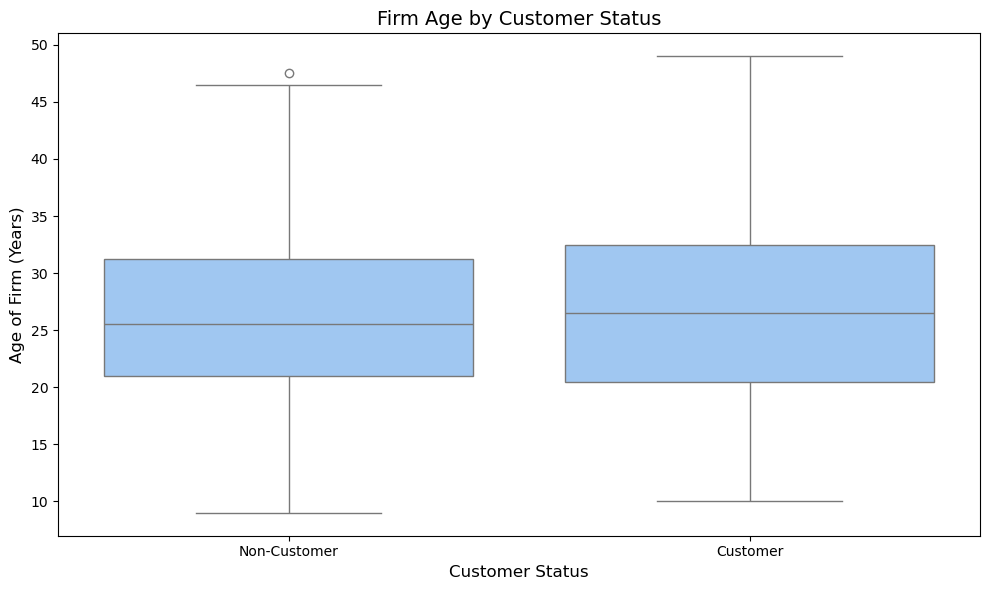 Firm Age by Customer Status
Age of Firm (Years)
50
45
40
35
30
25
20
15
10
Non-Customer
Customer
Customer Status